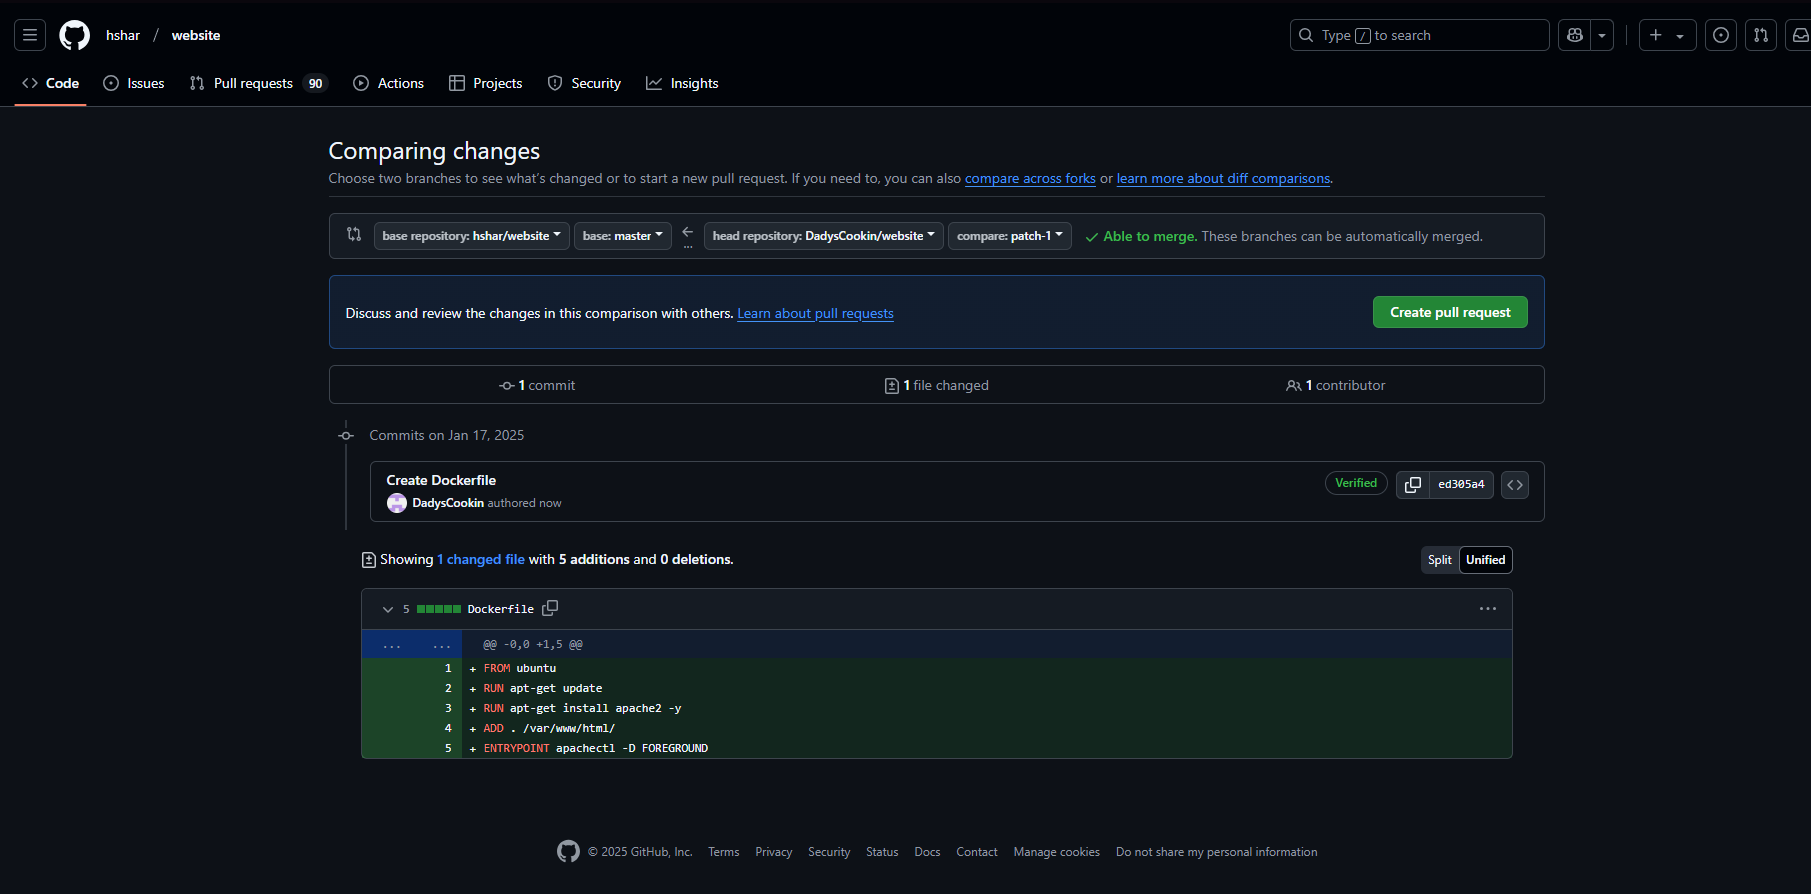 hshar / website
Type / to search
Code Issues Pull requests 90 Actions Projects Security Insights
Comparing changes
Choose two branches to see what's changed or to start a new pull request. If you need to, you can also compare across forks or learn more about diff comparisons.
base repository: hshar/website base: master ... head repository: DadysCookin/website compare: patch-1 Able to merge. These branches can be automatically merged.
Discuss and review the changes in this comparison with others. Learn about pull requests
Create pull request
1 commit 1 file changed 1 contributor
Commits on Jan 17, 2025
Create Dockerfile
DadysCookin authored now
Verified ed305a4
Showing 1 changed file with 5 additions and 0 deletions.
Split Unified
5 Dockerfile
... ... @@ -0,0 +1,5 @@
1 + FROM ubuntu
2 + RUN apt-get update
3 + RUN apt-get install apache2 -y
4 + ADD . /var/www/html/
5 + ENTRYPOINT apachectl -D FOREGROUND
© 2025 GitHub, Inc. Terms Privacy Security Status Docs Contact Manage cookies Do not share my personal information